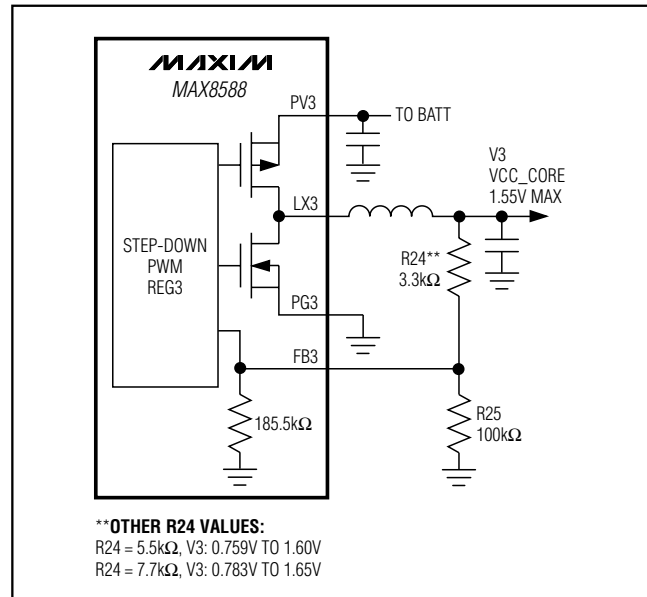 MAXIM
MAX8588
PV3
TO BATT
V3
VCC_CORE
1.55V MAX
LX3
STEP-DOWN
PWM
REG3
R24**
3.3kΩ
PG3
FB3
185.5kΩ
R25
100kΩ
**OTHER R24 VALUES:
R24 = 5.5kΩ, V3: 0.759V TO 1.60V
R24 = 7.7kΩ, V3: 0.783V TO 1.65V